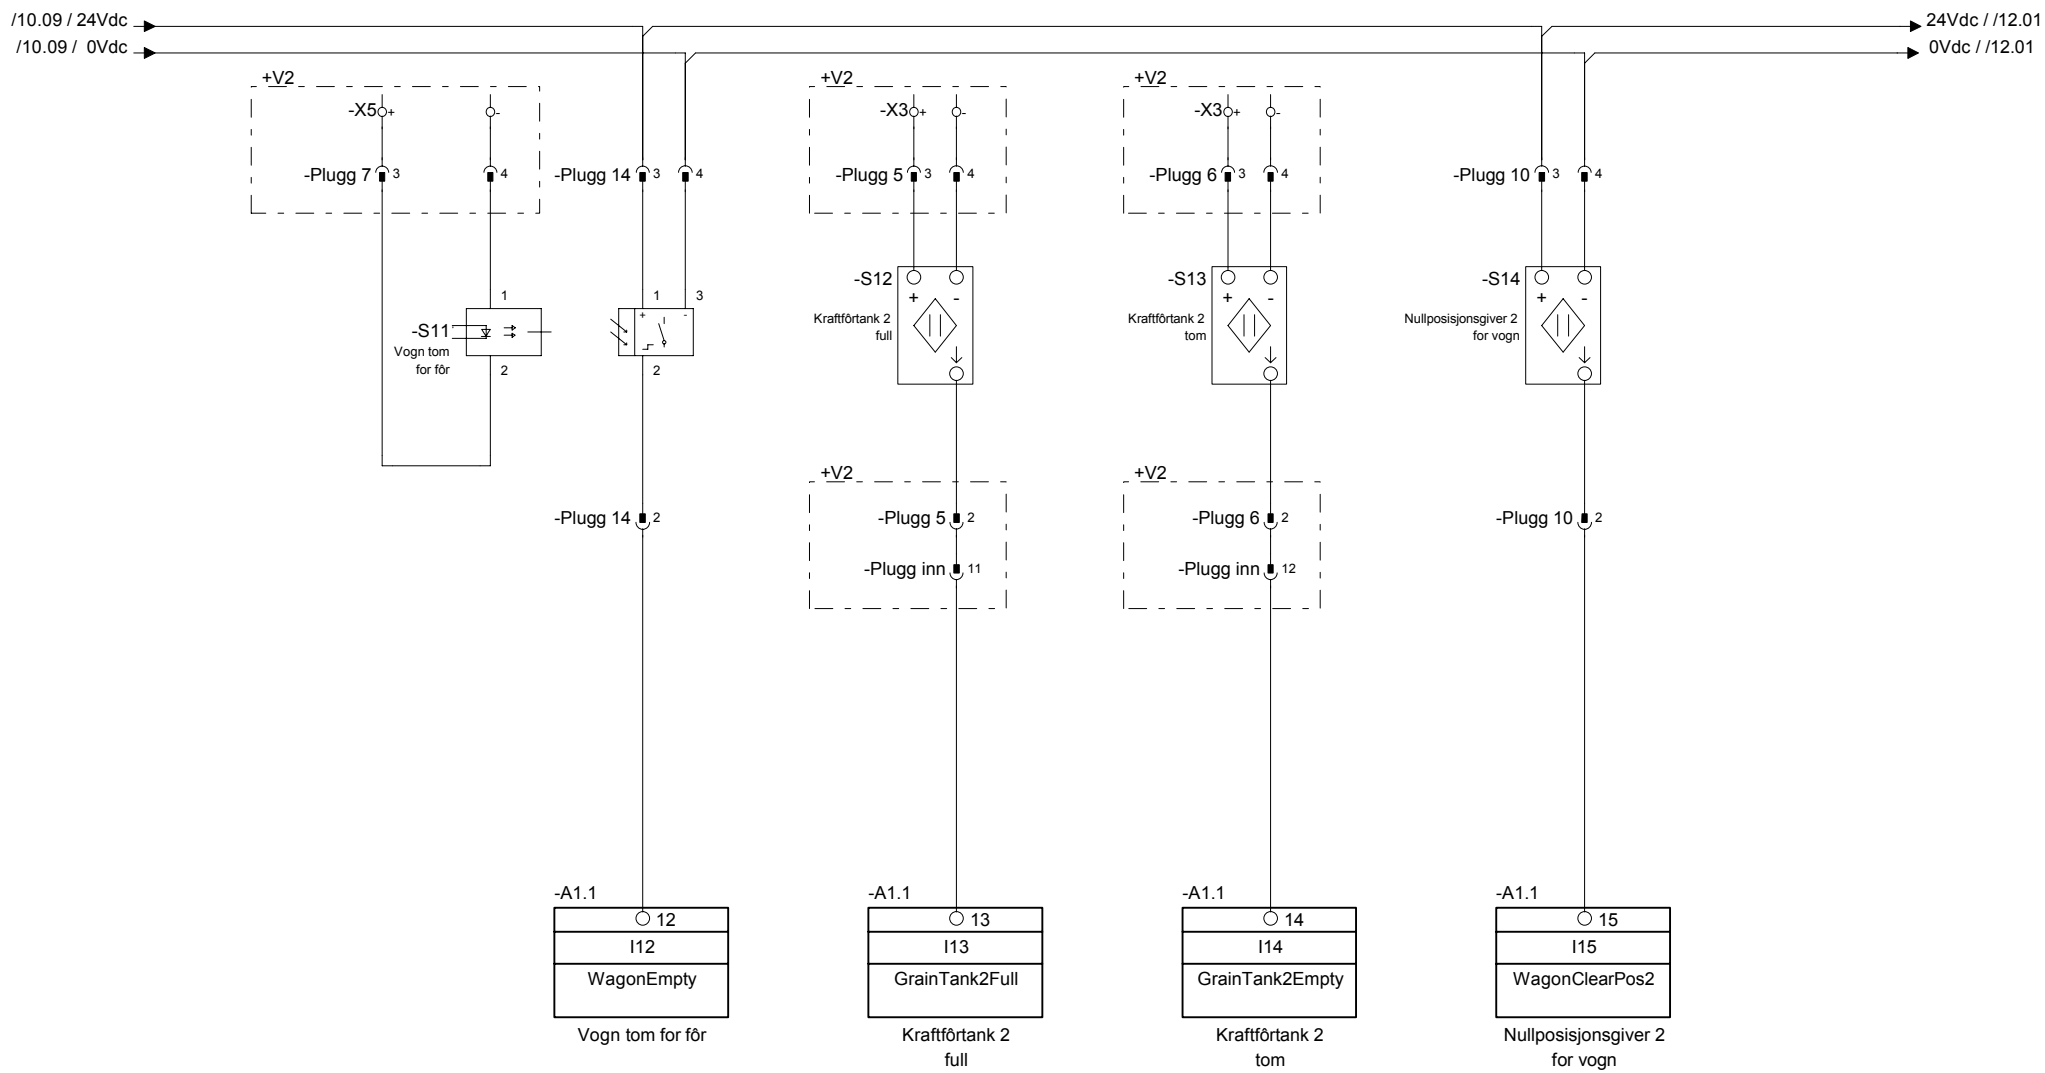 /10.09 / 24Vdc
24Vdc / /12.01
/10.09 / 0Vdc
0Vdc / /12.01
+V2
+V2
+V2
-X5 + -
-X3 + -
-X3 + -
-Plugg 7 3 4
-Plugg 14 3 4
-Plugg 5 3 4
-Plugg 6 3 4
-Plugg 10 3 4
-S11
Vogn tom
for fôr
1
2
1 3
+ -
2
-S12
+ -
Kraftfôrtank 2
full
-S13
+ -
Kraftfôrtank 2
tom
-S14
+ -
Nullposisjonsgiver 2
for vogn
+V2
+V2
-Plugg 14 2
-Plugg 5 2
-Plugg 6 2
-Plugg 10 2
-Plugg inn 11
-Plugg inn 12
-A1.1
12
I12
WagonEmpty
Vogn tom for fôr
-A1.1
13
I13
GrainTank2Full
Kraftfôrtank 2
full
-A1.1
14
I14
GrainTank2Empty
Kraftfôrtank 2
tom
-A1.1
15
I15
WagonClearPos2
Nullposisjonsgiver 2
for vogn